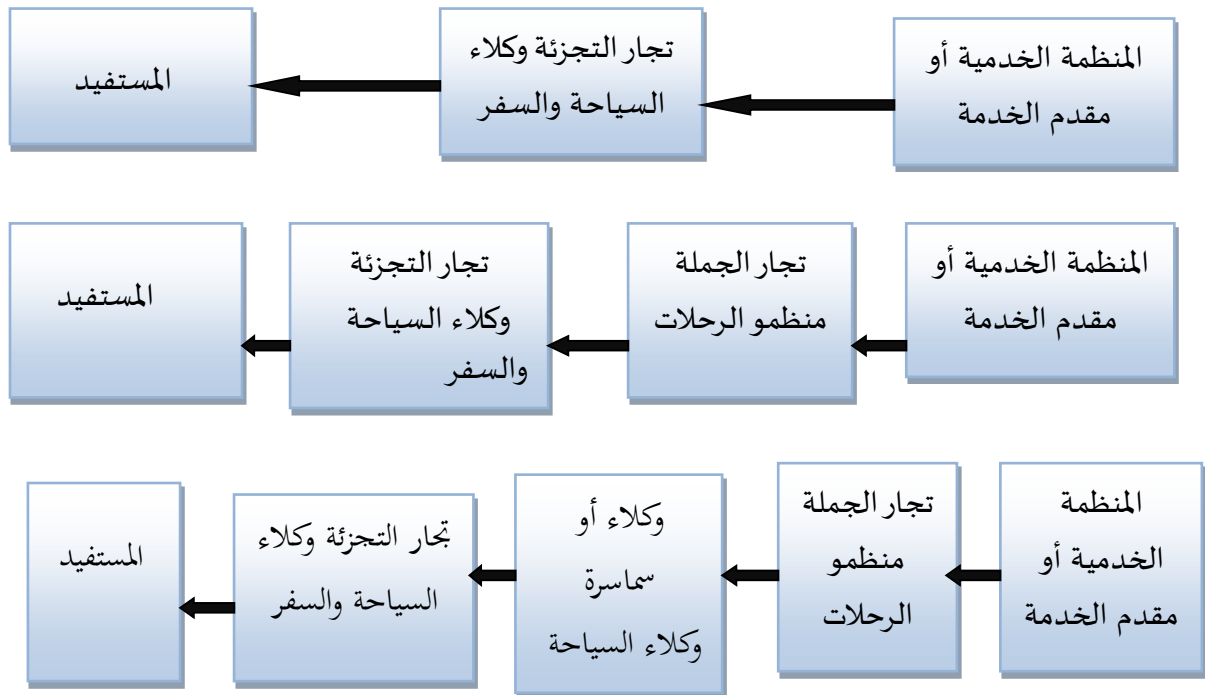 المنظمة الخدمية أو
مقدم الخدمة
تجار التجزئة وكلاء
السياحة والسفر
المستفيد
المنظمة الخدمية أو
مقدم الخدمة
تجار الجملة
منظمو الرحلات
تجار التجزئة
وكلاء السياحة
والسفر
المستفيد
المنظمة
الخدمية أو
مقدم الخدمة
تجار الجملة
منظمو
الرحلات
وكلاء أو
سماسرة
وكلاء السياحة
تجار التجزئة وكلاء
السياحة والسفر
المستفيد